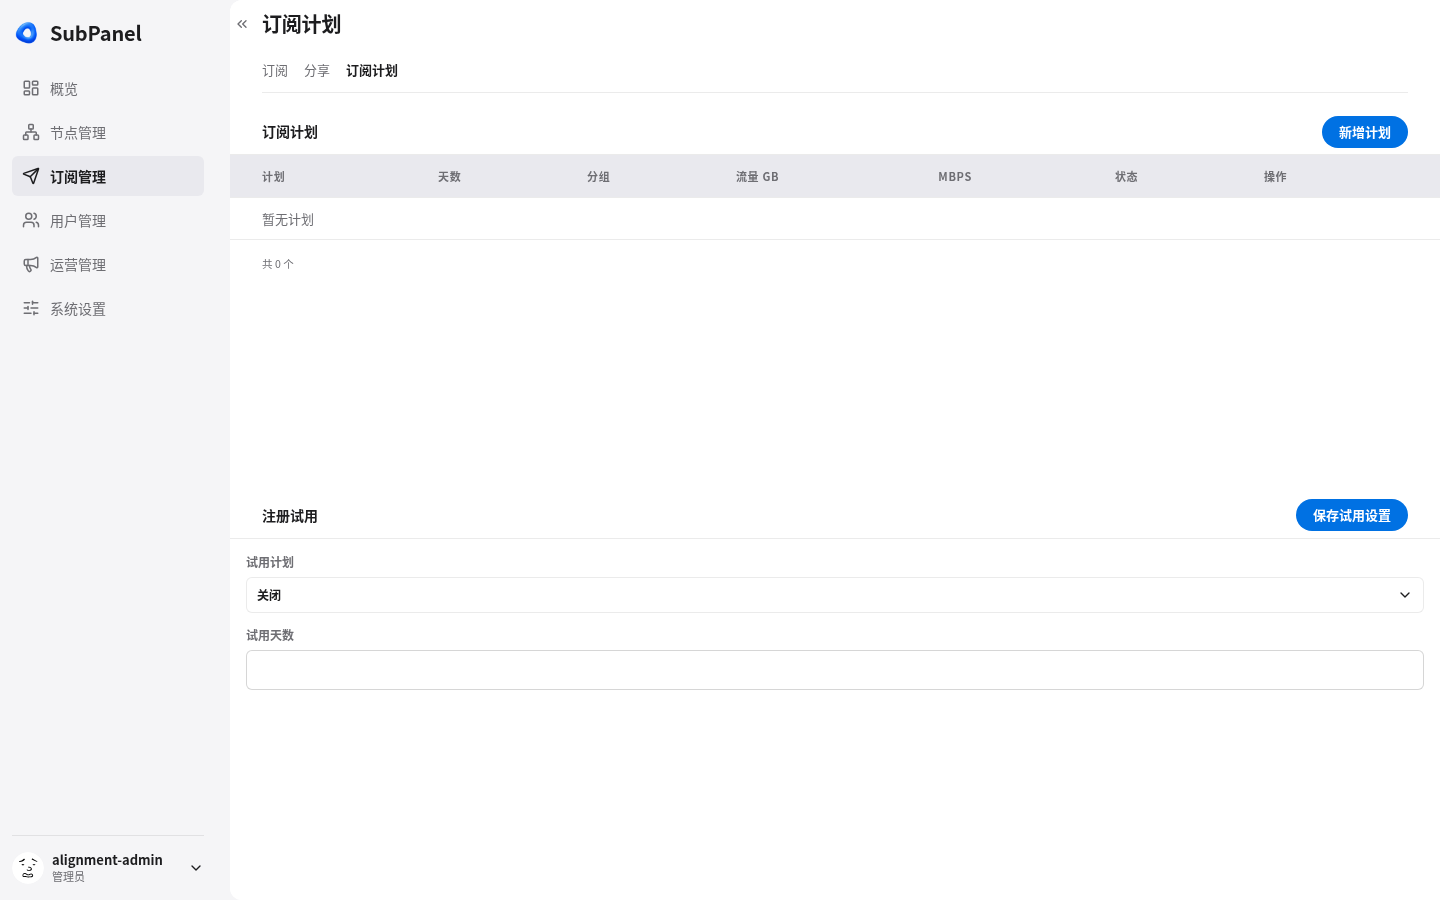 SubPanel
概览
节点管理
订阅管理
用户管理
运营管理
系统设置
alignment-admin
管理员
订阅计划
订阅 分享 订阅计划
订阅计划
新增计划
计划 天数 分组 流量 GB MBPS 状态 操作
暂无计划
共 0 个
注册试用
保存试用设置
试用计划
关闭
试用天数